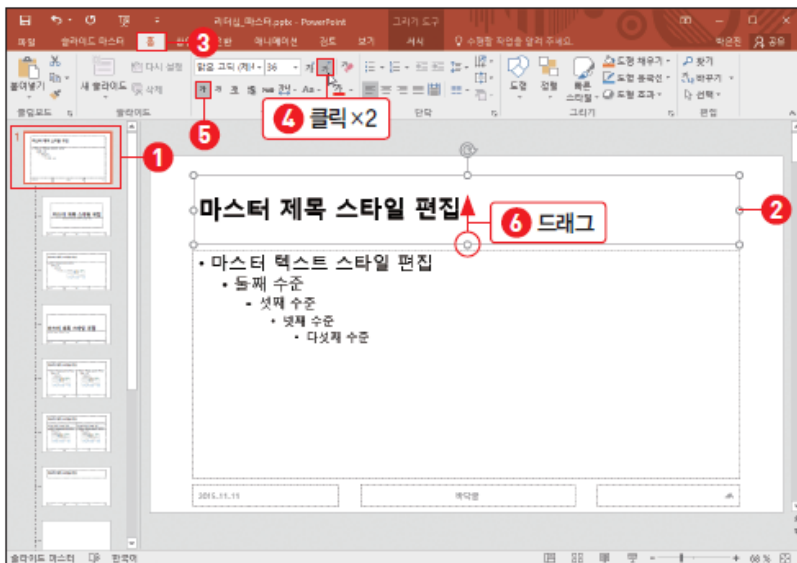 리더십_마스터.pptx - PowerPoint
그리기 도구
파일 슬라이드 마스터 홈 애니메이션 검토 보기 서식 수행할 작업을 알려 주세요. 박은진 공유
3
붙여넣기 새 슬라이드 다시 설정 삭제
맑은 고딕 (제목 36
도형 정렬 빠른 스타일
도형 채우기
도형 윤곽선
도형 효과
찾기
바꾸기
선택
클립보드 슬라이드 단락 그리기 편집
5
4 클릭×2
1
1
마스터 제목 스타일 편집
2
6 드래그
• 마스터 텍스트 스타일 편집
• 둘째 수준
• 셋째 수준
• 넷째 수준
• 다섯째 수준
2015-11-11 바닥글
슬라이드 마스터 한국어 68 %